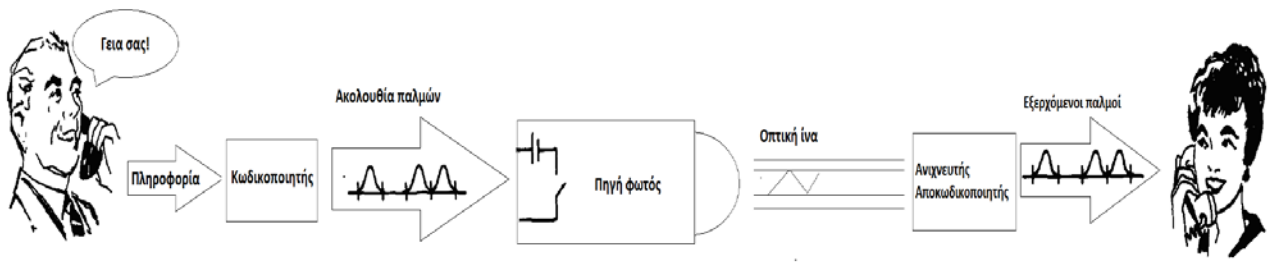 Γεια σας!
Πληροφορία
Κωδικοποιητής
Ακολουθία παλμών
Πηγή φωτός
Οπτική ίνα
Ανιχνευτής
Αποκωδικοποιητής
Εξερχόμενοι παλμοί